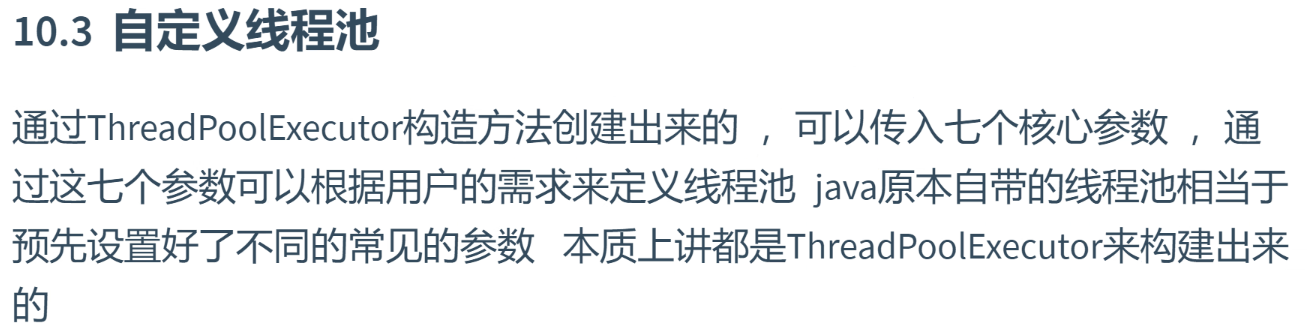 10.3 自定义线程池
通过ThreadPoolExecutor构造方法创建出来的 ，可以传入七个核心参数 ，通
过这七个参数可以根据用户的需求来定义线程池 java原本自带的线程池相当于
预先设置好了不同的常见的参数 本质上讲都是ThreadPoolExecutor来构建出来
的